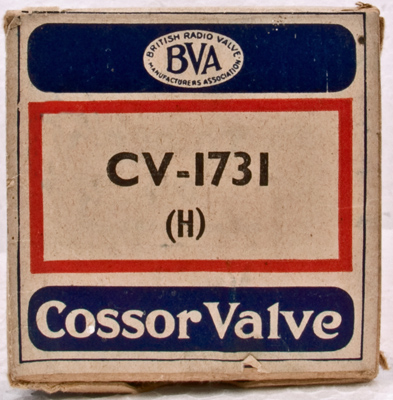 BRITISH RADIO VALVE
BVA
MANUFACTURERS ASSOCIATION
CV-1731
(H)
Cossor Valve